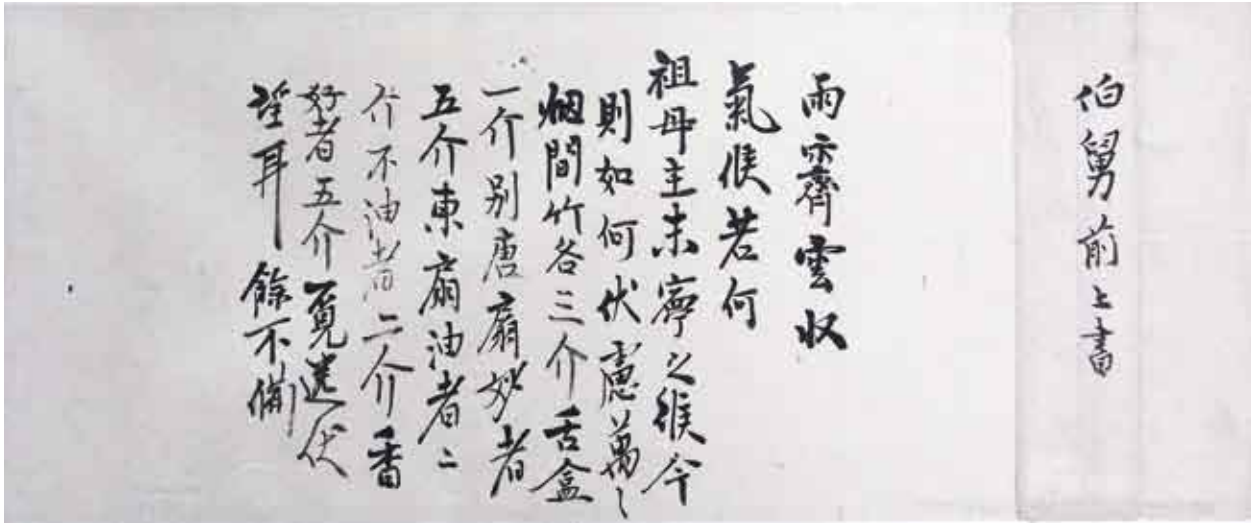 伯舅前上書
雨霽雲収
氣候若何
祖母主未寧之候今
則如何伏慮萬〻
烟間竹各三介舌盒
一介別唐扇妙者
五介東扇油者二
介不油者二介香
好者五介覓送伏
望耳 餘不備